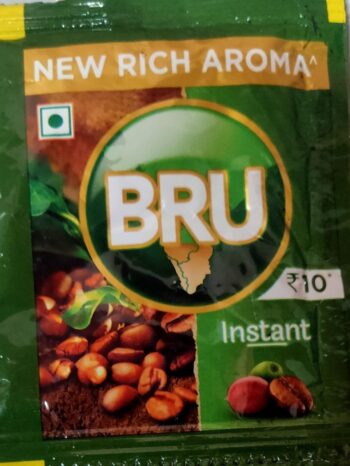 NEW RICH AROMA^
BRU
₹10*
Instant